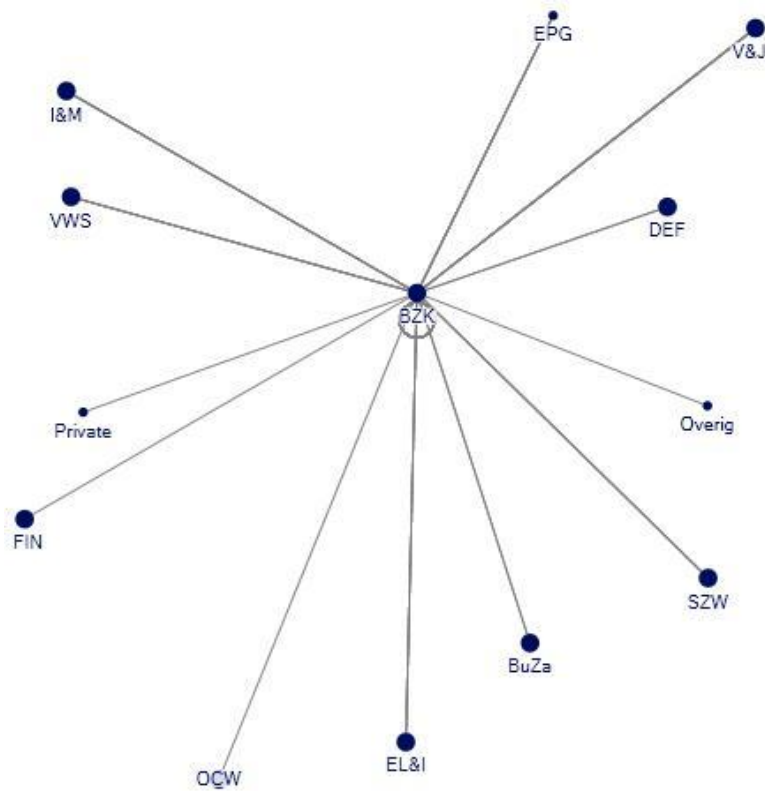 EPG
V&J
I&M
VWS
DEF
BZK
Private
Overig
FIN
SZW
BuZa
EL&I
OCW